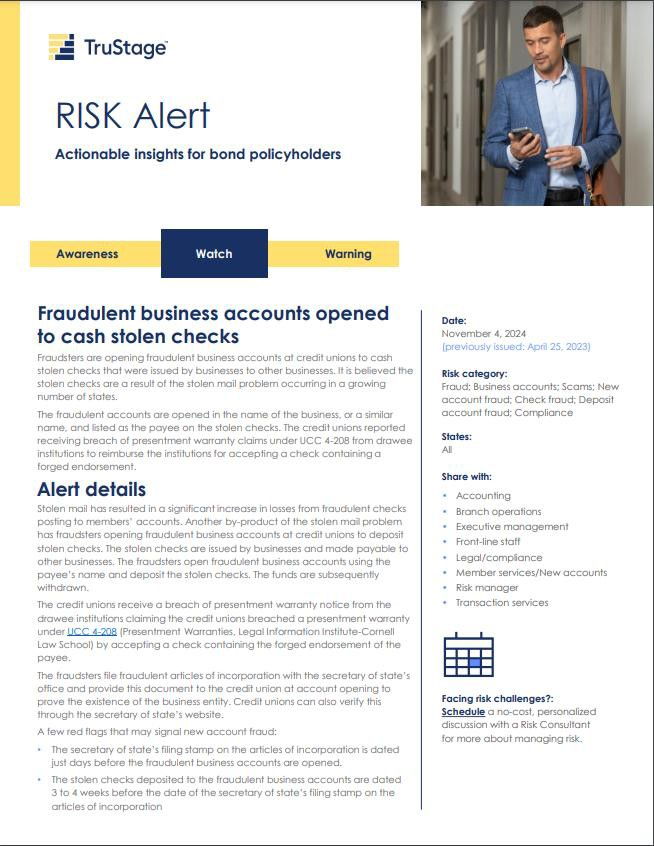 TruStage™
RISK Alert
Actionable insights for bond policyholders
Awareness
Watch
Warning
Fraudulent business accounts opened
to cash stolen checks
Fraudsters are opening fraudulent business accounts at credit unions to cash
stolen checks that were issued by businesses to other businesses. It is believed the
stolen checks are a result of the stolen mail problem occurring in a growing
number of states.
The fraudulent accounts are opened in the name of the business, or a similar
name, and listed as the payee on the stolen checks. The credit unions reported
receiving breach of presentment warranty claims under UCC 4-208 from drawee
institutions to reimburse the institutions for accepting a check containing a
forged endorsement.
Alert details
Stolen mail has resulted in a significant increase in losses from fraudulent checks
posting to members’ accounts. Another by-product of the stolen mail problem
has fraudsters opening fraudulent business accounts at credit unions to deposit
stolen checks. The stolen checks are issued by businesses and made payable to
other businesses. The fraudsters open fraudulent business accounts using the
payee’s name and deposit the stolen checks. The funds are subsequently
withdrawn.
The credit unions receive a breach of presentment warranty notice from the
drawee institutions claiming the credit unions breached a presentment warranty
under UCC 4-208 (Presentment Warranties, Legal Information Institute-Cornell
Law School) by accepting a check containing the forged endorsement of the
payee.
The fraudsters file fraudulent articles of incorporation with the secretary of state’s
office and provide this document to the credit union at account opening to
prove the existence of the business entity. Credit unions can also verify this
through the secretary of state’s website.
A few red flags that may signal new account fraud:
• The secretary of state’s filing stamp on the articles of incorporation is dated
just days before the fraudulent business accounts are opened.
• The stolen checks deposited to the fraudulent business accounts are dated
3 to 4 weeks before the date of the secretary of state’s filing stamp on the
articles of incorporation
Date:
November 4, 2024
(previously issued: April 25, 2023)
Risk category:
Fraud; Business accounts; Scams; New
account fraud; Check fraud; Deposit
account fraud; Compliance
States:
All
Share with:
• Accounting
• Branch operations
• Executive management
• Front-line staff
• Legal/compliance
• Member services/New accounts
• Risk manager
• Transaction services
Facing risk challenges?:
Schedule a no-cost, personalized
discussion with a Risk Consultant
for more about managing risk.